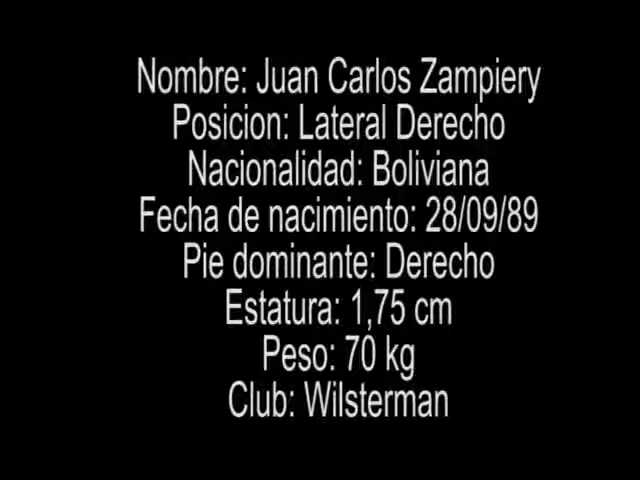 Nombre: Juan Carlos Zampiery
Posicion: Lateral Derecho
Nacionalidad: Boliviana
Fecha de nacimiento: 28/09/89
Pie dominante: Derecho
Estatura: 1,75 cm
Peso: 70 kg
Club: Wilsterman